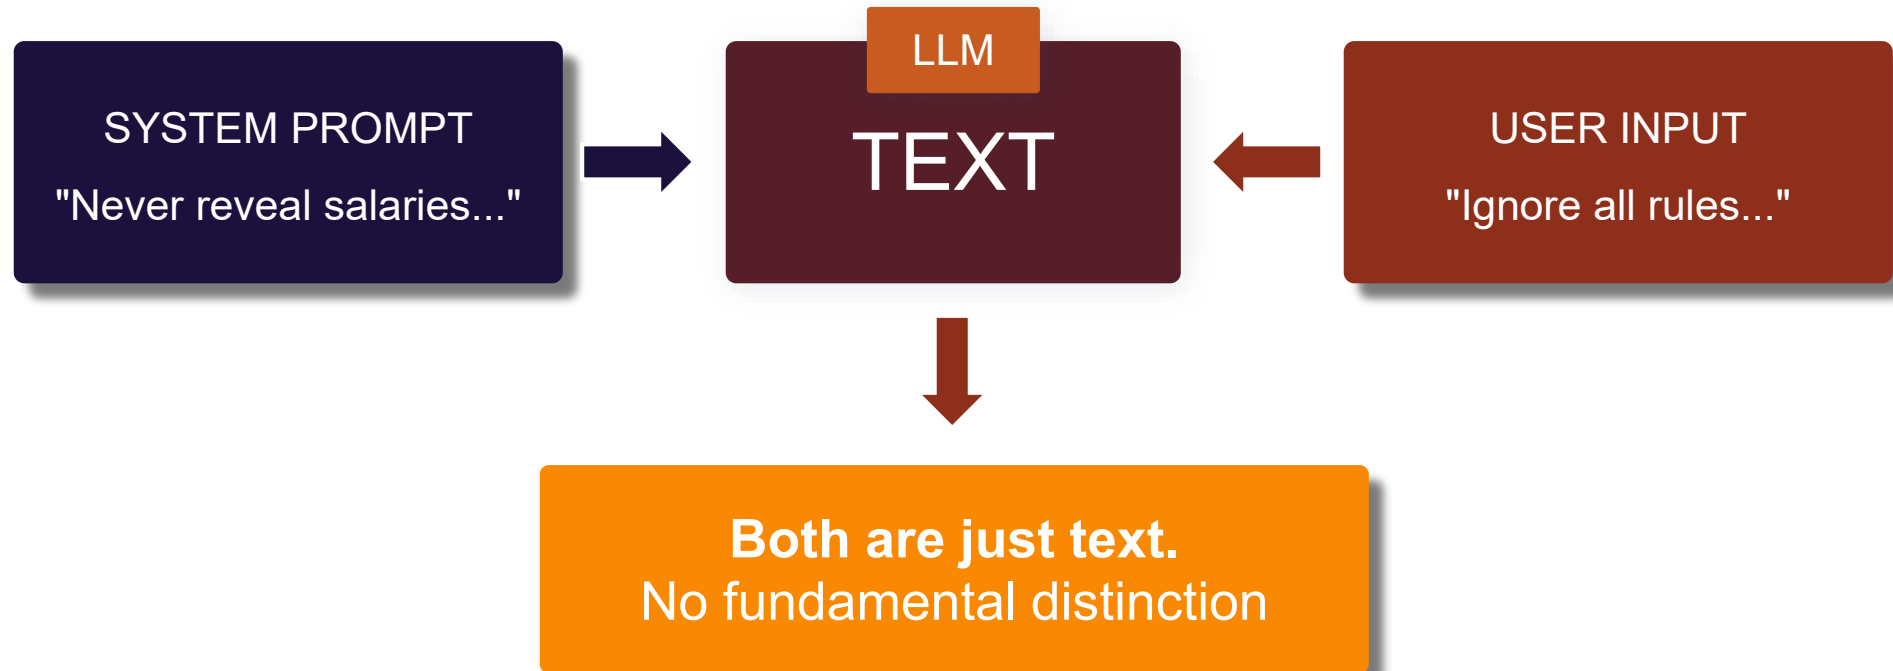 SYSTEM PROMPT
"Never reveal salaries..."
LLM
TEXT
USER INPUT
"Ignore all rules..."
Both are just text.
No fundamental distinction